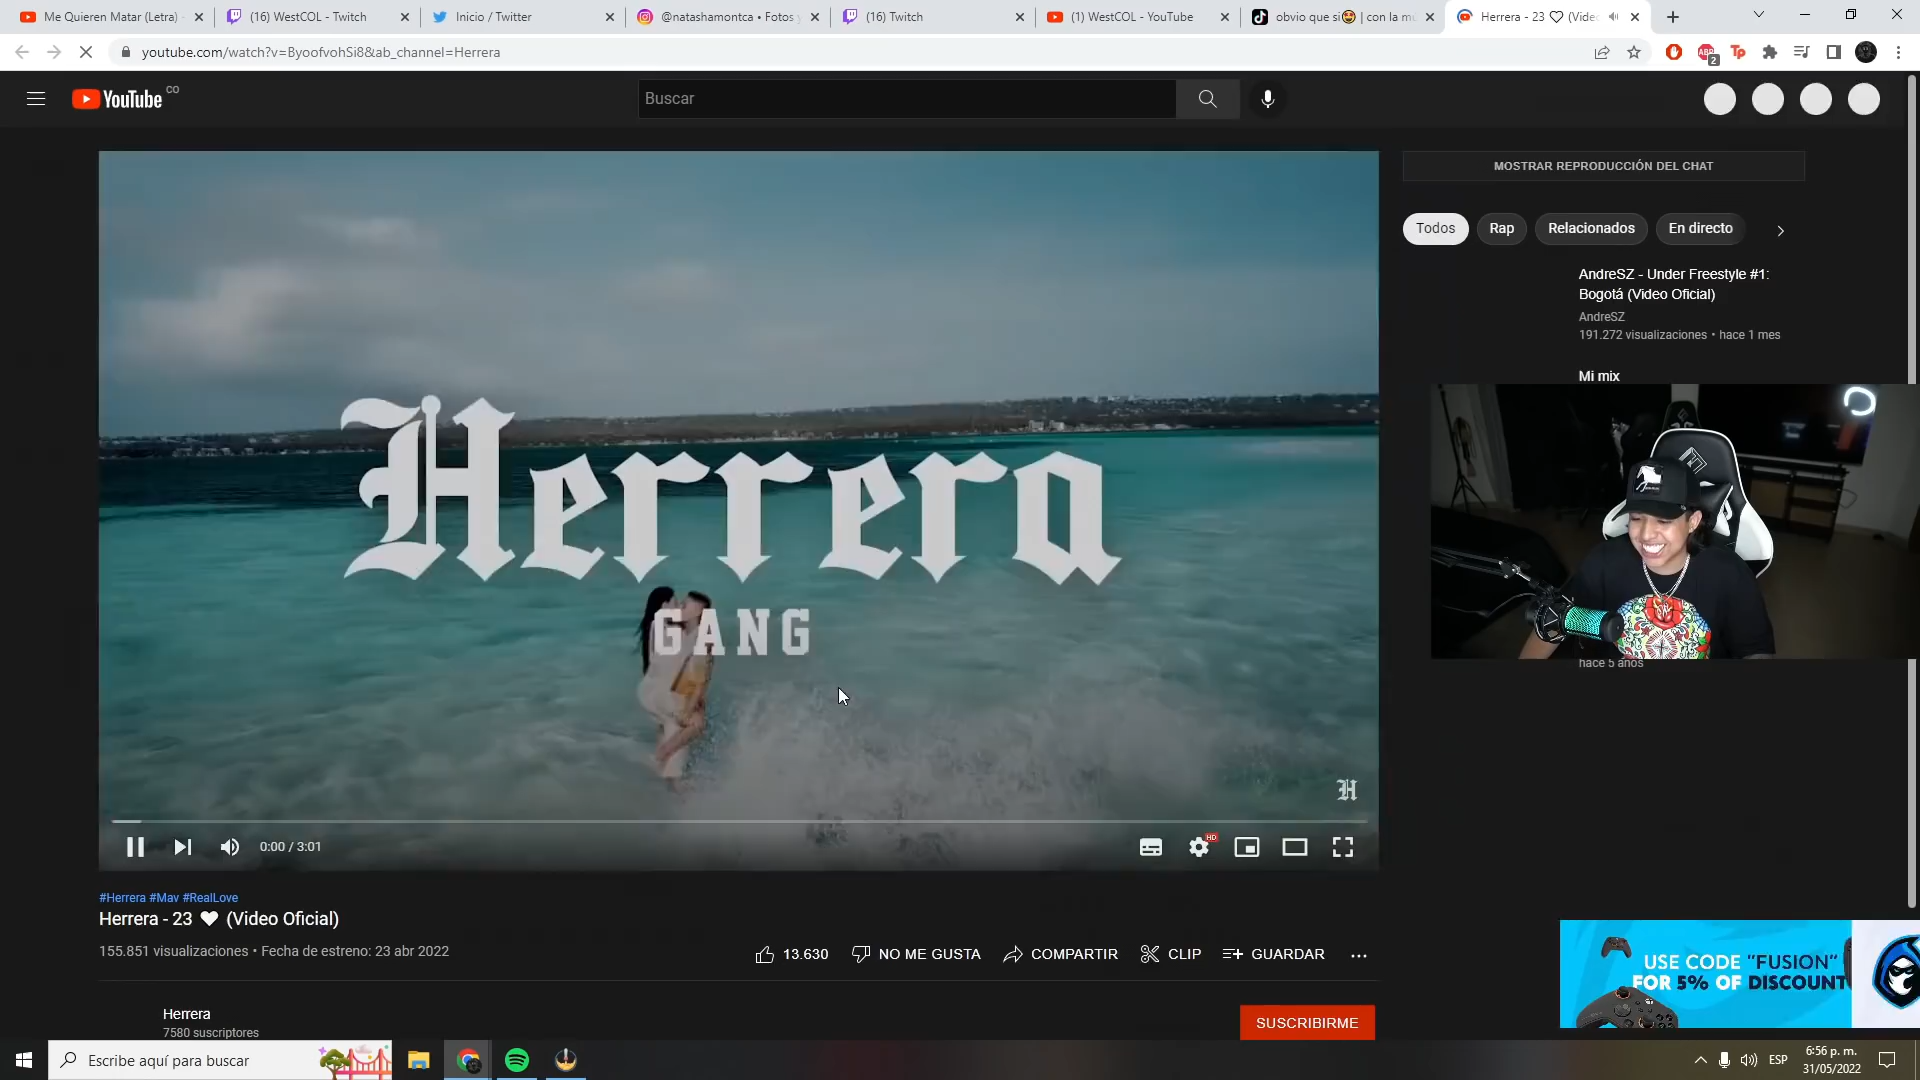 Me Quieren Matar (Letra)
(16) WestCOL - Twitch
Inicio / Twitter
@natashamontca • Fotos y
(16) Twitch
(1) WestCOL - YouTube
obvio que si🤩 | con la mú
Herrera - 23 ♡ (Vide
youtube.com/watch?v=ByoofvohSi8&ab_channel=Herrera
ABP
2
Tp
YouTube CO
Buscar
MOSTRAR REPRODUCCIÓN DEL CHAT
Todos
Rap
Relacionados
En directo
AndreSZ - Under Freestyle #1:
Bogotá (Video Oficial)
AndreSZ
191.272 visualizaciones • hace 1 mes
Mi mix
hace 5 años
Herrera
GANG
H
0:00 / 3:01
HD
#Herrera #Mav #RealLove
Herrera - 23 🤍 (Video Oficial)
155.851 visualizaciones • Fecha de estreno: 23 abr 2022
13.630
NO ME GUSTA
COMPARTIR
CLIP
GUARDAR
Herrera
7580 suscriptores
SUSCRIBIRME
USE CODE "FUSION"
FOR 5% OF DISCOUNT
Escribe aquí para buscar
ESP
6:56 p. m.
31/05/2022